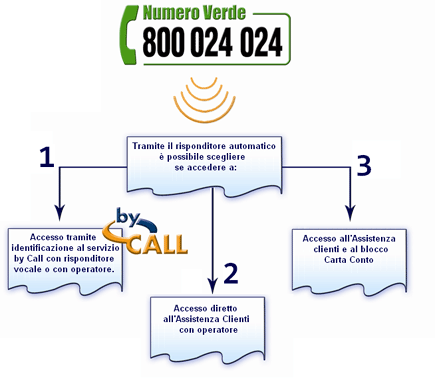 Numero Verde
800 024 024
Tramite il risponditore automatico
è possibile scegliere
se accedere a:
1
3
Accesso tramite
identificazione al servizio
by Call con risponditore
vocale o con operatore.
by
CALL
2
Accesso diretto
all'Assistenza Clienti
con operatore
Accesso all'Assistenza
clienti e al blocco
Carta Conto